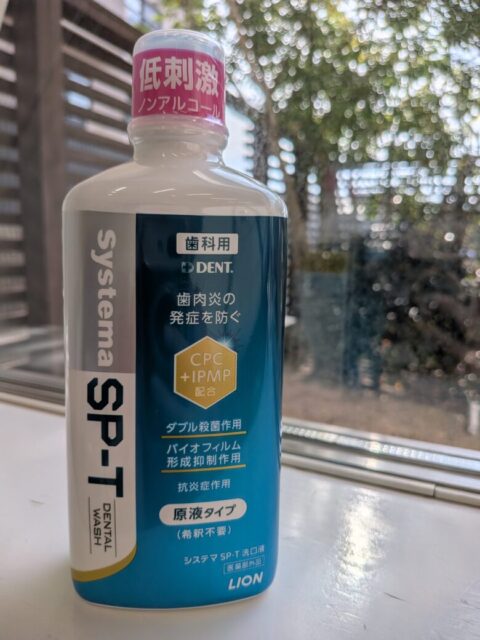 低刺激
ノンアルコール
Systema
SP-T
DENTAL
WASH
歯科用
DENT.
歯肉炎の
発症を防ぐ
CPC
+IPMP
配合
ダブル殺菌作用
バイオフィルム
形成抑制作用
抗炎症作用
原液タイプ
(希釈不要)
システマ SP-T 洗口液
医薬部外品
LION